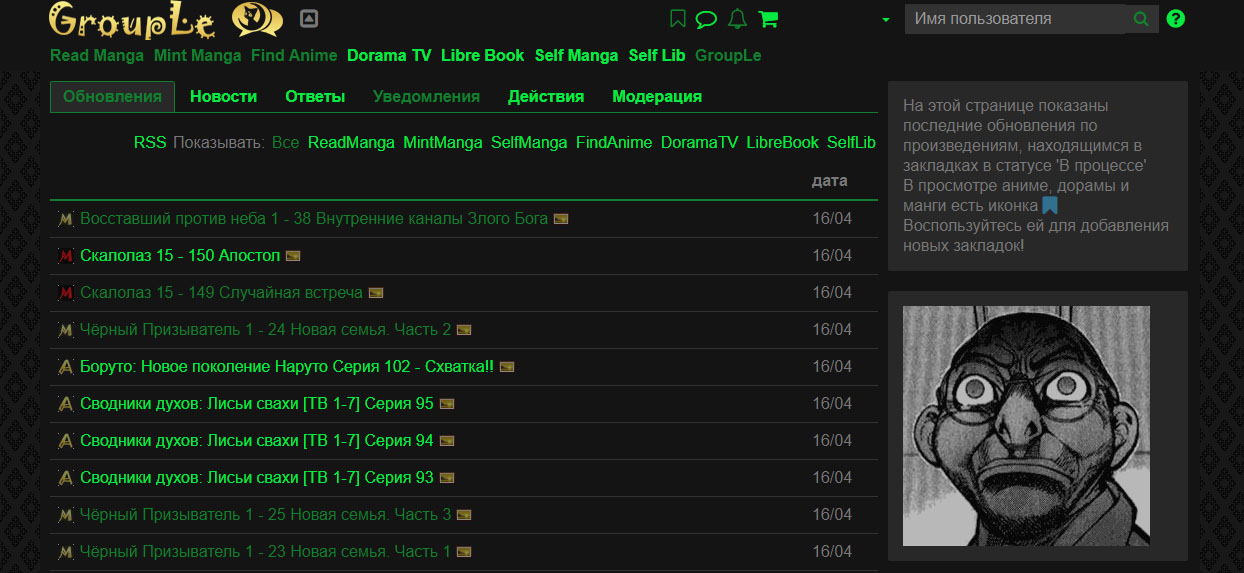 GroupLe
Имя пользователя
Read Manga Mint Manga Find Anime Dorama TV Libre Book Self Manga Self Lib GroupLe
Обновления Новости Ответы Уведомления Действия Модерация
RSS Показывать: Все ReadManga MintManga SelfManga FindAnime DoramaTV LibreBook SelfLib
дата
Восставший против неба 1 - 38 Внутренние каналы Злого Бога 16/04
Скалолаз 15 - 150 Апостол 16/04
Скалолаз 15 - 149 Случайная встреча 16/04
Чёрный Призыватель 1 - 24 Новая семья. Часть 2 16/04
Боруто: Новое поколение Наруто Серия 102 - Схватка!! 16/04
Сводники духов: Лисьи свахи [ТВ 1-7] Серия 95 16/04
Сводники духов: Лисьи свахи [ТВ 1-7] Серия 94 16/04
Сводники духов: Лисьи свахи [ТВ 1-7] Серия 93 16/04
Чёрный Призыватель 1 - 25 Новая семья. Часть 3 16/04
Чёрный Призыватель 1 - 23 Новая семья. Часть 1 16/04
На этой странице показаны
последние обновления по
произведениям, находящимся в
закладках в статусе 'В процессе'
В просмотре аниме, дорамы и
манги есть иконка
Воспользуйтесь ей для добавления
новых закладок!